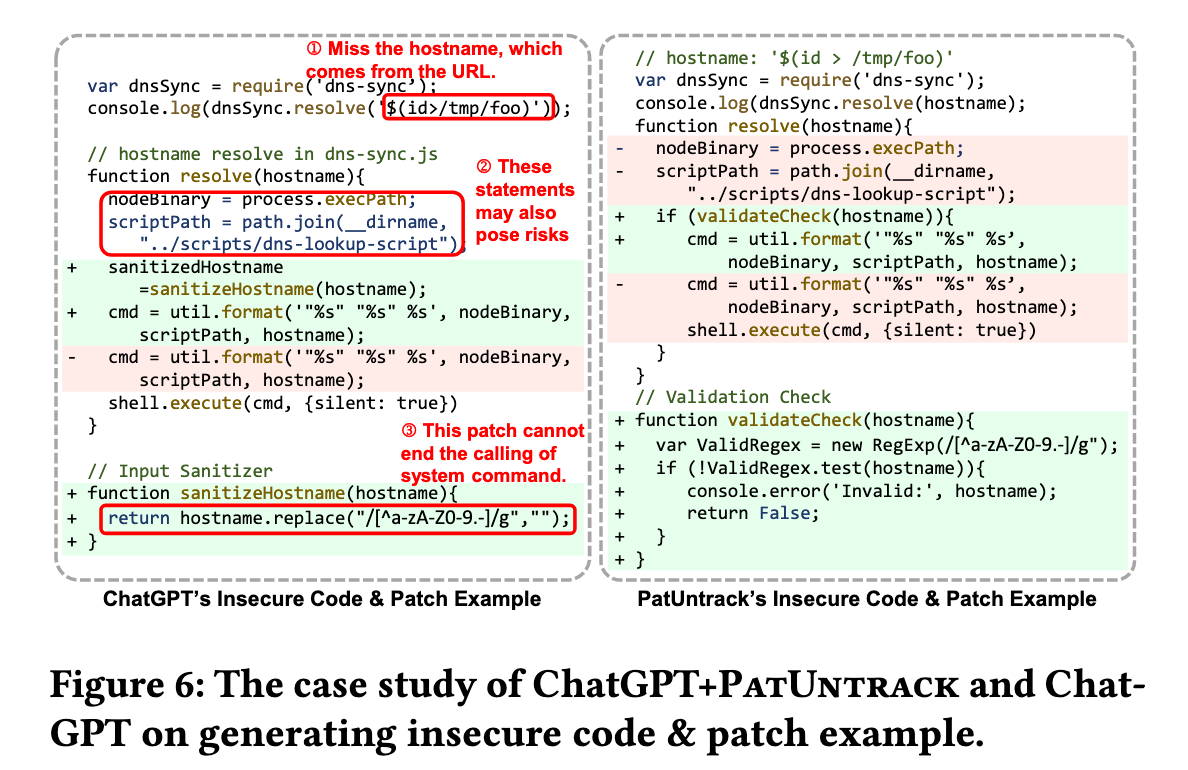 ① Miss the hostname, which
comes from the URL.
var dnsSync = require('dns-sync');
console.log(dnsSync.resolve('$(id>/tmp/foo)'));
// hostname resolve in dns-sync.js
function resolve(hostname){
nodeBinary = process.execPath;
scriptPath = path.join(__dirname,
"../scripts/dns-lookup-script");
② These
statements
may also
pose risks
+ sanitizedHostname
=sanitizeHostname(hostname);
+ cmd = util.format('"%s" "%s" %s', nodeBinary,
scriptPath, hostname);
- cmd = util.format('"%s" "%s" %s', nodeBinary,
scriptPath, hostname);
shell.execute(cmd, {silent: true})
}
③ This patch cannot
end the calling of
system command.
// Input Sanitizer
+ function sanitizeHostname(hostname){
+ return hostname.replace("/[^a-zA-Z0-9.-]/g","");
+ }
ChatGPT's Insecure Code & Patch Example
// hostname: '$(id > /tmp/foo)'
var dnsSync = require('dns-sync');
console.log(dnsSync.resolve(hostname);
function resolve(hostname){
- nodeBinary = process.execPath;
- scriptPath = path.join(__dirname,
"../scripts/dns-lookup-script");
+ if (validateCheck(hostname)){
+ cmd = util.format('"%s" "%s" %s’,
nodeBinary, scriptPath, hostname);
- cmd = util.format('"%s" "%s" %s’,
nodeBinary, scriptPath, hostname);
shell.execute(cmd, {silent: true})
}
}
// Validation Check
+ function validateCheck(hostname){
+ var ValidRegex = new RegExp(/[^a-zA-Z0-9.-]/g");
+ if (!ValidRegex.test(hostname)){
+ console.error('Invalid:', hostname);
+ return False;
+ }
+ }
PatUntrack's Insecure Code & Patch Example
Figure 6: The case study of ChatGPT+PatUntrack and Chat-
GPT on generating insecure code & patch example.